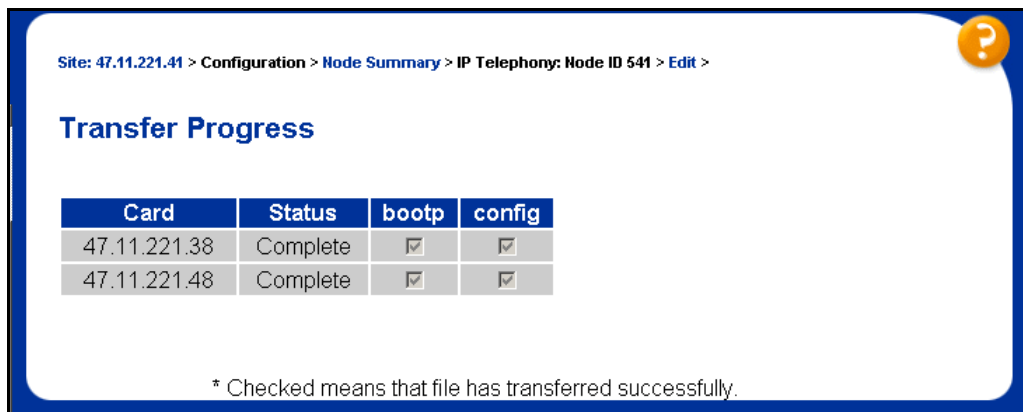 Site: 47.11.221.41 > Configuration > Node Summary > IP Telephony: Node ID 541 > Edit >
?
Transfer Progress
Card Status bootp config
47.11.221.38 Complete
47.11.221.48 Complete
* Checked means that file has transferred successfully.